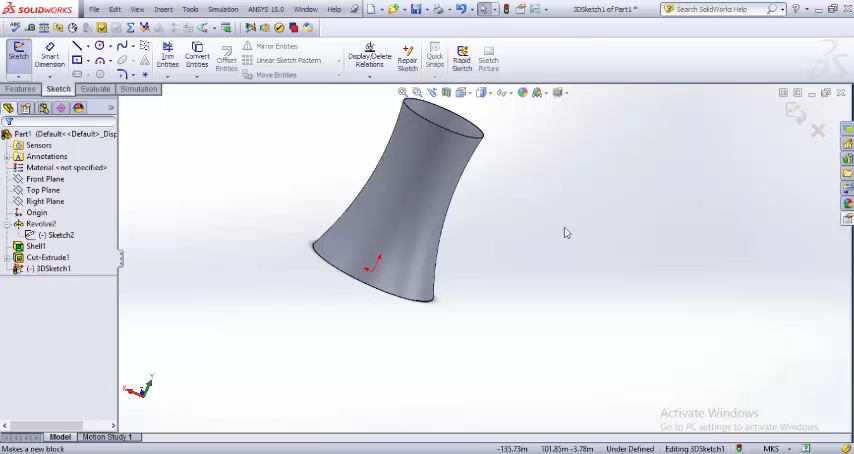 SOLIDWORKS File Edit View Insert Tools Simulation ANSYS 15.0 Window Help 3DSketch1 of Part1 * Search SolidWorks Help
Sketch Smart Dimension Trim Entities Convert Entities Offset Entities Mirror Entities Linear Sketch Pattern Move Entities Display/Delete Relations Repair Sketch Quick Snaps Rapid Sketch Sketch Picture
Features Sketch Evaluate Simulation
Part1 (Default<<Default>_Disp
Sensors
Annotations
Material <not specified>
Front Plane
Top Plane
Right Plane
Origin
Revolve2
(-) Sketch2
Shell1
Cut-Extrude1
(-) 3DSketch1
Y
X
Z
Activate Windows
Go to PC settings to activate Windows.
Model Motion Study 1
Makes a new block -135.73m 101.85m -3.78m Under Defined Editing 3DSketch1 MKS